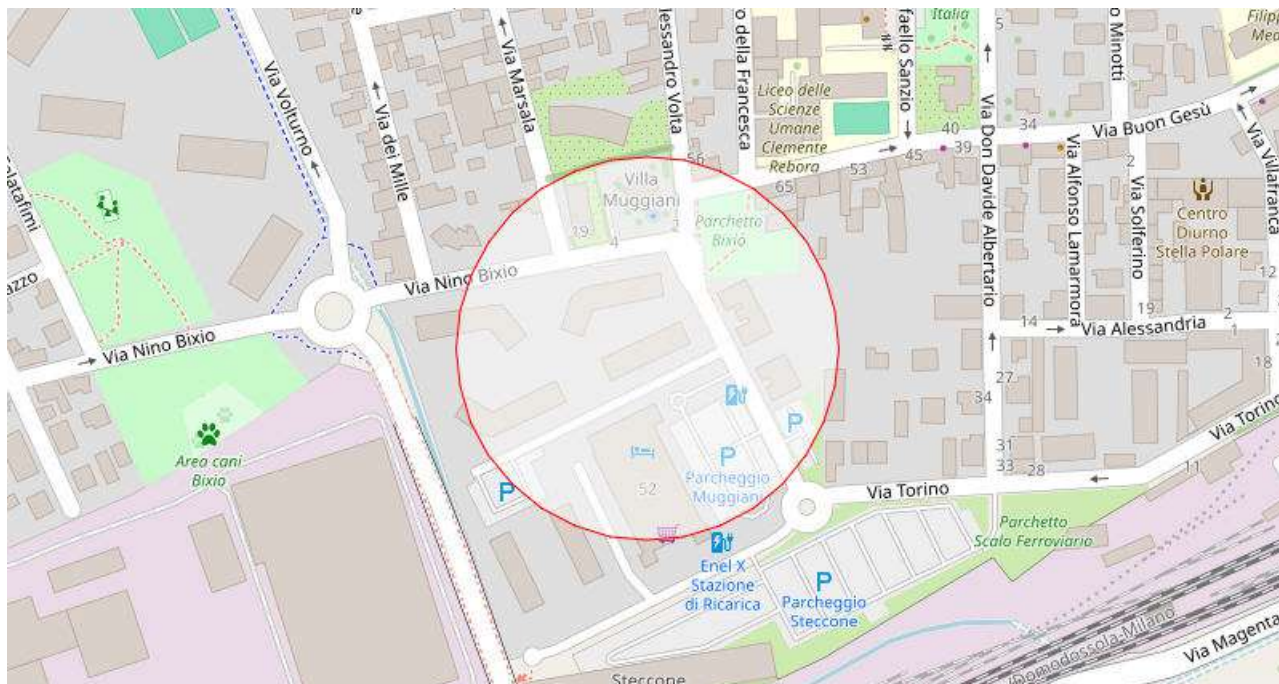 Italia
Filipp
Med
Via Volturno
Via dei Mille
Via Marsala
lessandro Volta
o della Francesca
ffaello Sanzio
Via Don Davide Albertario
o Minotti
5
Liceo delle
Scienze
Umane
Clemente
Rebora
40
39
34
Via Buon Gesù
45
53
65
56
Via Alfonso Lamarmora
2
Via Solferino
Via Villafranca
Centro
Diurno
Stella Polare
Villa
Muggiani
Parchetto
Bixio
29
4
2
elatafimi
azzo
Via Nino Bixio
Via Nino Bixio
14
Via Alessandria
19
2
1
12
18
27
34
31
33
28
11
Via Torino
Via Torino
Area cani
Bixio
P
P
P
Parcheggio
Muggiani
52
Enel X
Stazione
di Ricarica
P
Parcheggio
Steccone
Parchetto
Scalo Ferroviario
Domodossola-Milano
Via Magenta
Steccone